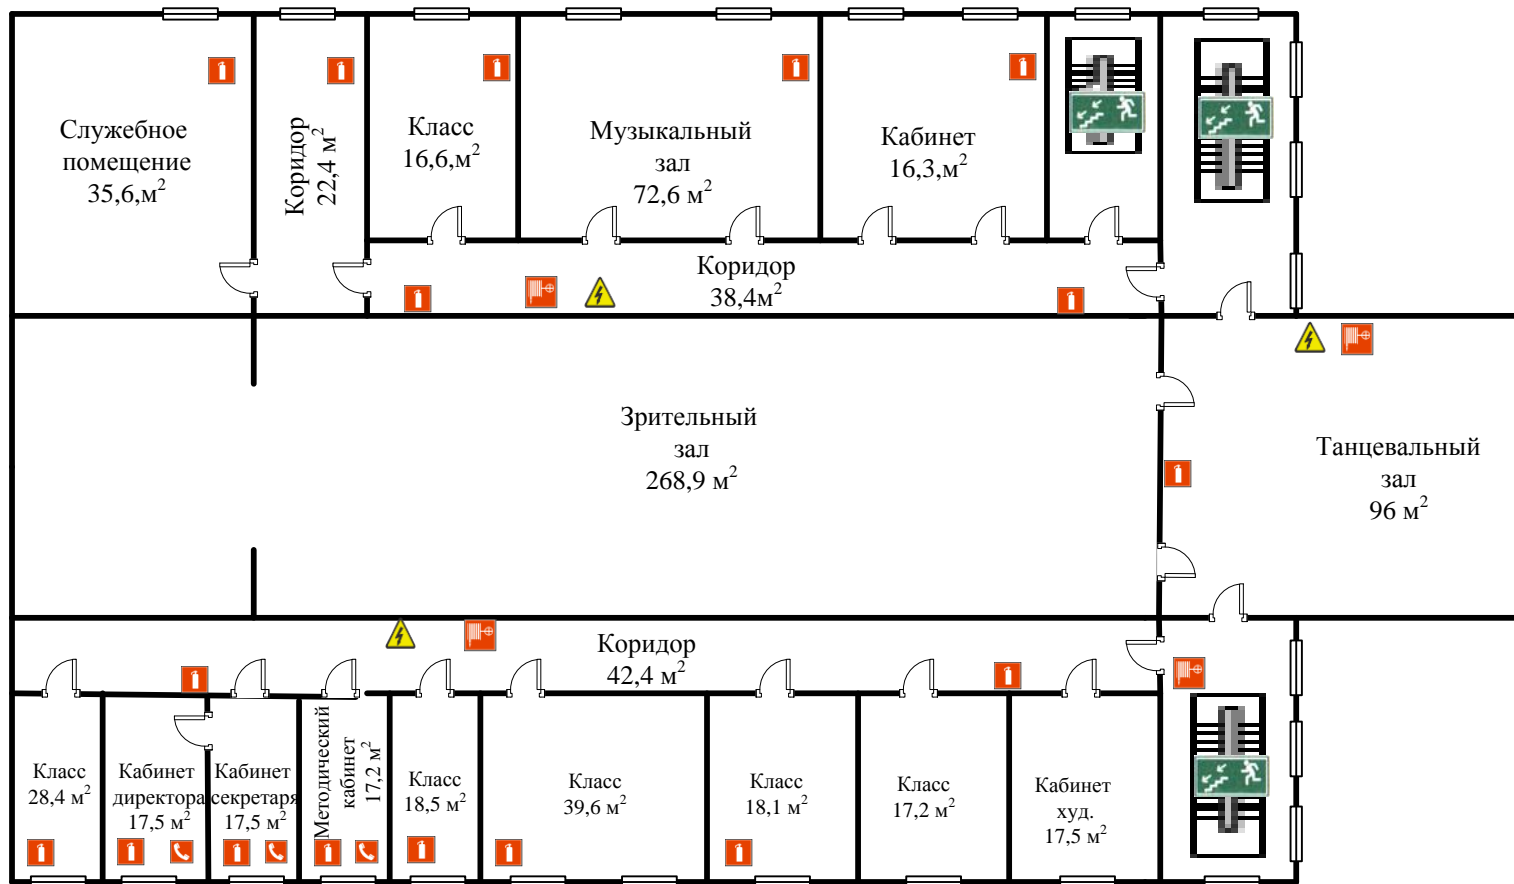 Служебное
помещение
35,6,м²
Коридор
22,4 м²
Класс
16,6,м²
Музыкальный
зал
72,6 м²
Кабинет
16,3,м²
Коридор
38,4м²
Зрительный
зал
268,9 м²
Танцевальный
зал
96 м²
Коридор
42,4 м²
Класс
28,4 м²
Кабинет
директора
17,5 м²
Кабинет
секретаря
17,5 м²
Методический
кабинет
17,2 м²
Класс
18,5 м²
Класс
39,6 м²
Класс
18,1 м²
Класс
17,2 м²
Кабинет
худ.
17,5 м²